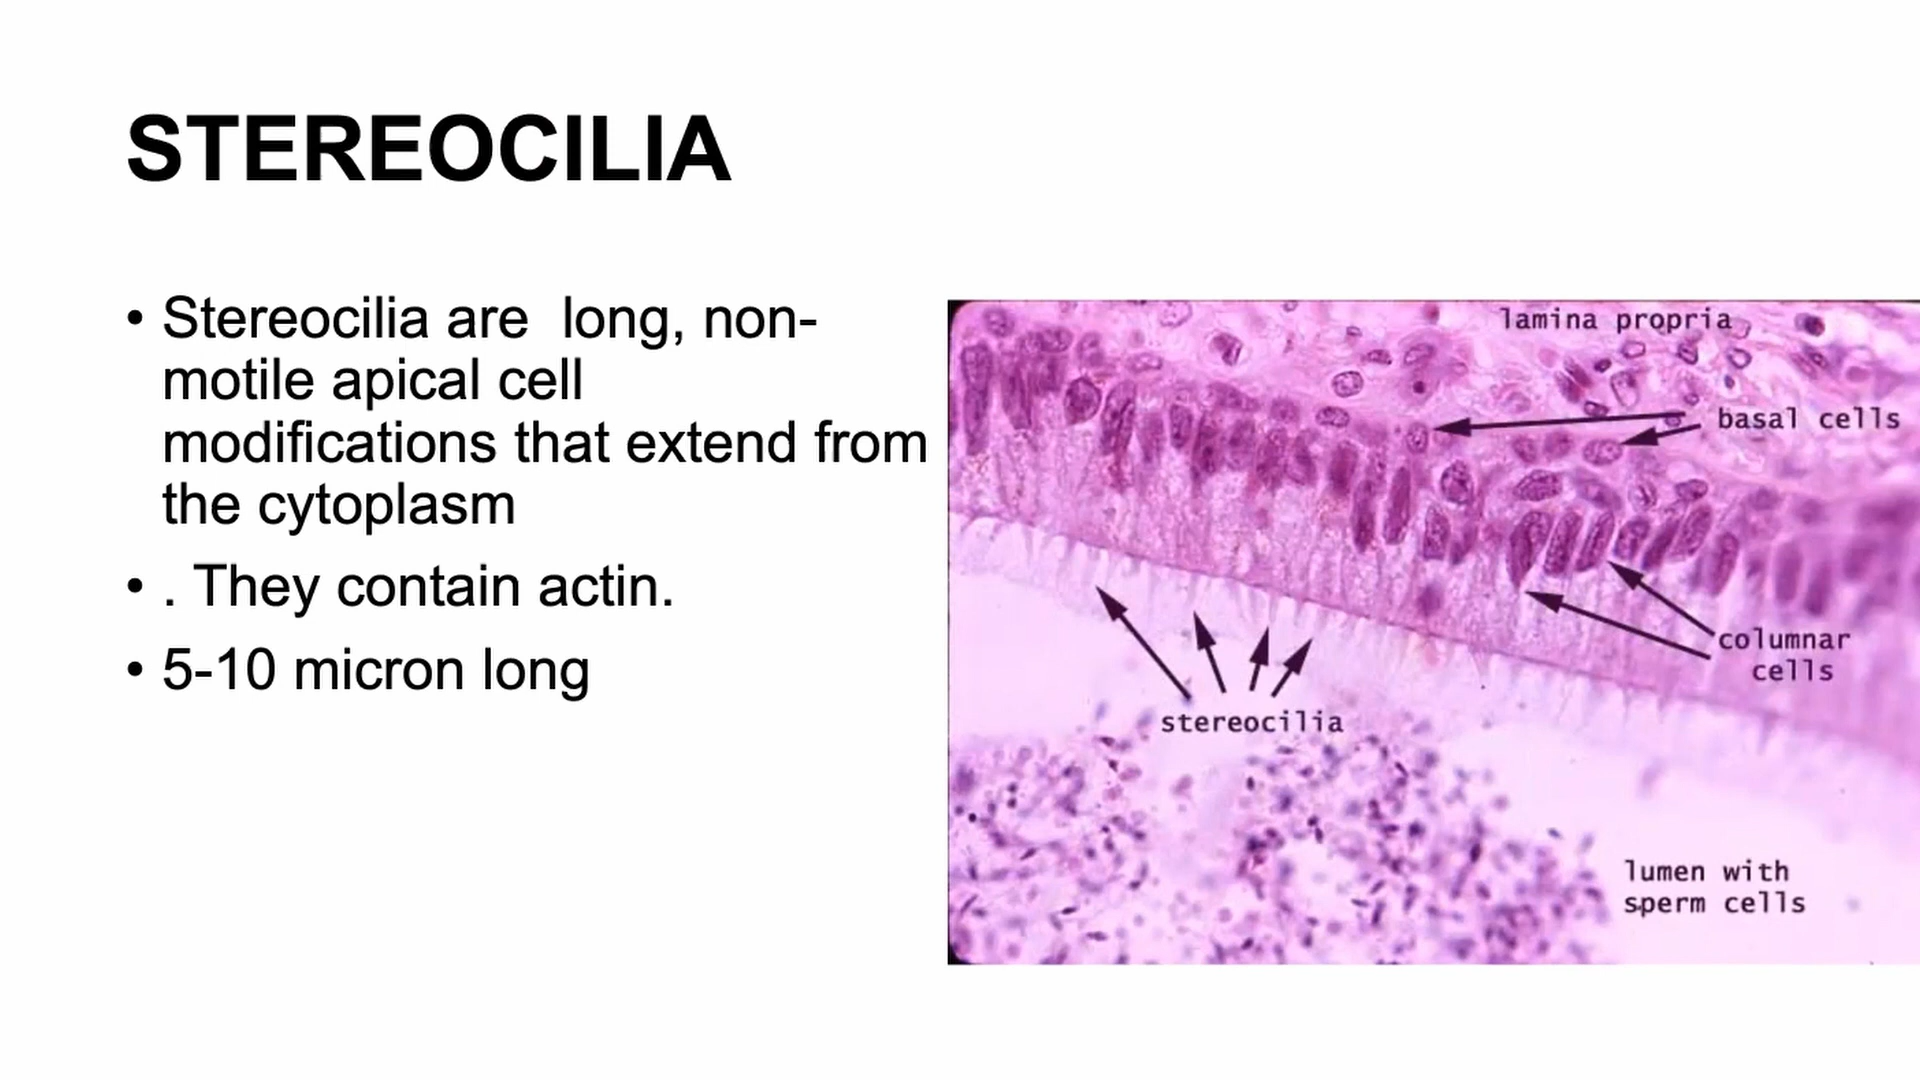 STEREOCILIA
• Stereocilia are  long, non-
motile apical cell
modifications that extend from
the cytoplasm
• . They contain actin.
• 5-10 micron long
lamina propria
basal cells
columnar
cells
stereocilia
lumen with
sperm cells